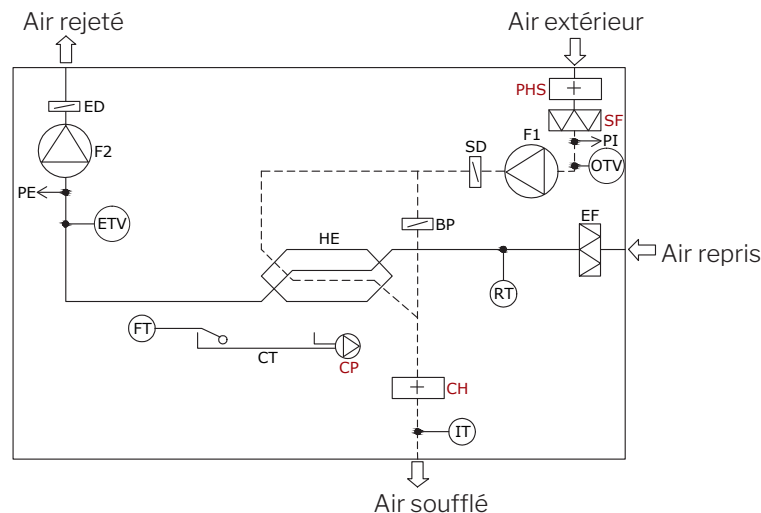 Air rejeté
Air extérieur
PHS
ED
SF
F2
F1
SD
PI
OTV
PE
ETV
BP
EF
HE
Air repris
RT
FT
CT
CP
CH
IT
Air soufflé